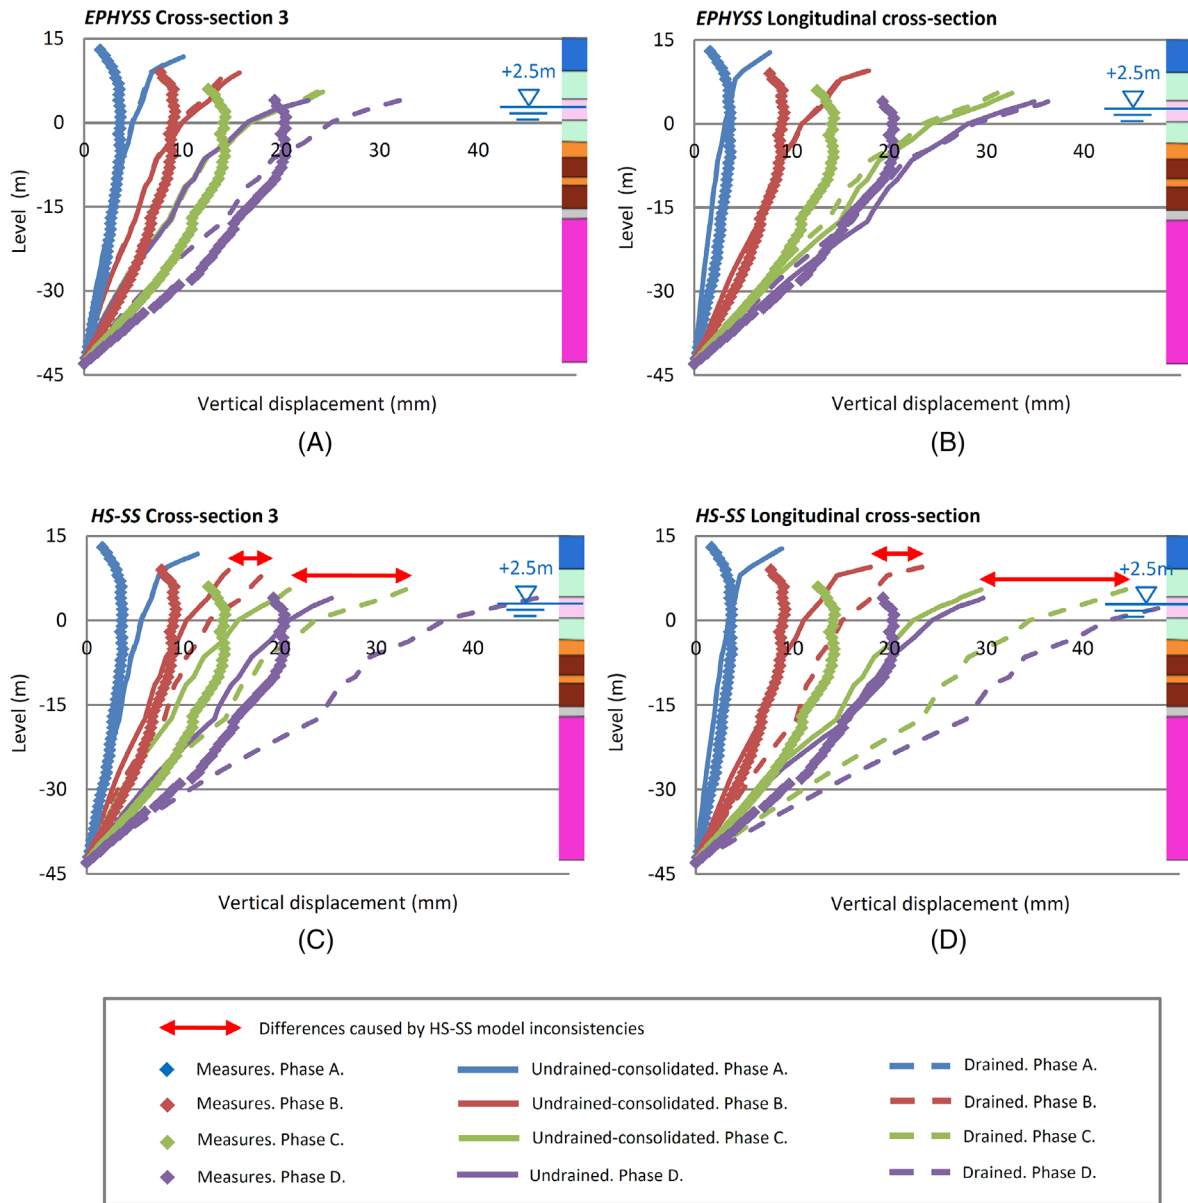 EPHYSS Cross-section 3
15
0
-15
-30
-45
0
10
20
30
40
+2.5m
Level (m)
Vertical displacement (mm)
(A)
EPHYSS Longitudinal cross-section
15
0
-15
-30
-45
0
10
20
30
40
+2.5m
Level (m)
Vertical displacement (mm)
(B)
HS-SS Cross-section 3
15
0
-15
-30
-45
0
10
20
30
40
+2.5m
Level (m)
Vertical displacement (mm)
(C)
HS-SS Longitudinal cross-section
15
0
-15
-30
-45
0
10
20
30
40
+2.5m
Level (m)
Vertical displacement (mm)
(D)
Differences caused by HS-SS model inconsistencies
Measures. Phase A.
Undrained-consolidated. Phase A.
Drained. Phase A.
Measures. Phase B.
Undrained-consolidated. Phase B.
Drained. Phase B.
Measures. Phase C.
Undrained-consolidated. Phase C.
Drained. Phase C.
Measures. Phase D.
Undrained. Phase D.
Drained. Phase D.